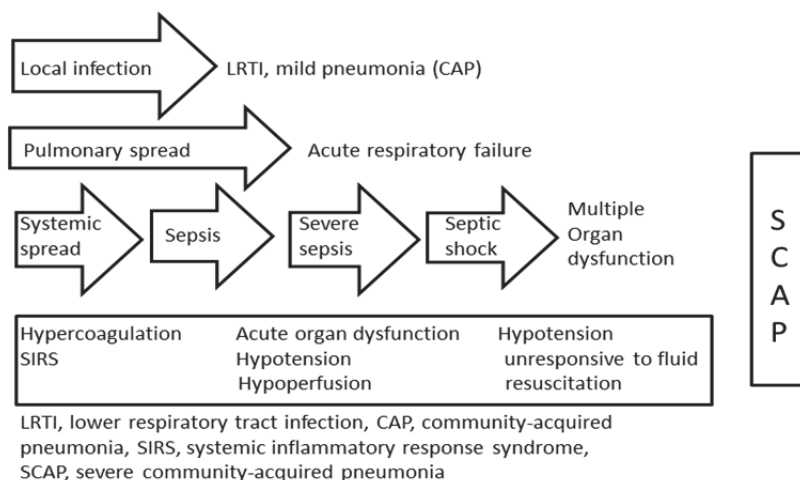 Local infection
LRTI, mild pneumonia (CAP)
Pulmonary spread
Acute respiratory failure
Systemic
spread
Sepsis
Severe
sepsis
Septic
shock
Multiple
Organ
dysfunction
S
C
A
P
Hypercoagulation
SIRS
Acute organ dysfunction
Hypotension
Hypoperfusion
Hypotension
unresponsive to fluid
resuscitation
LRTI, lower respiratory tract infection, CAP, community-acquired
pneumonia, SIRS, systemic inflammatory response syndrome,
SCAP, severe community-acquired pneumonia